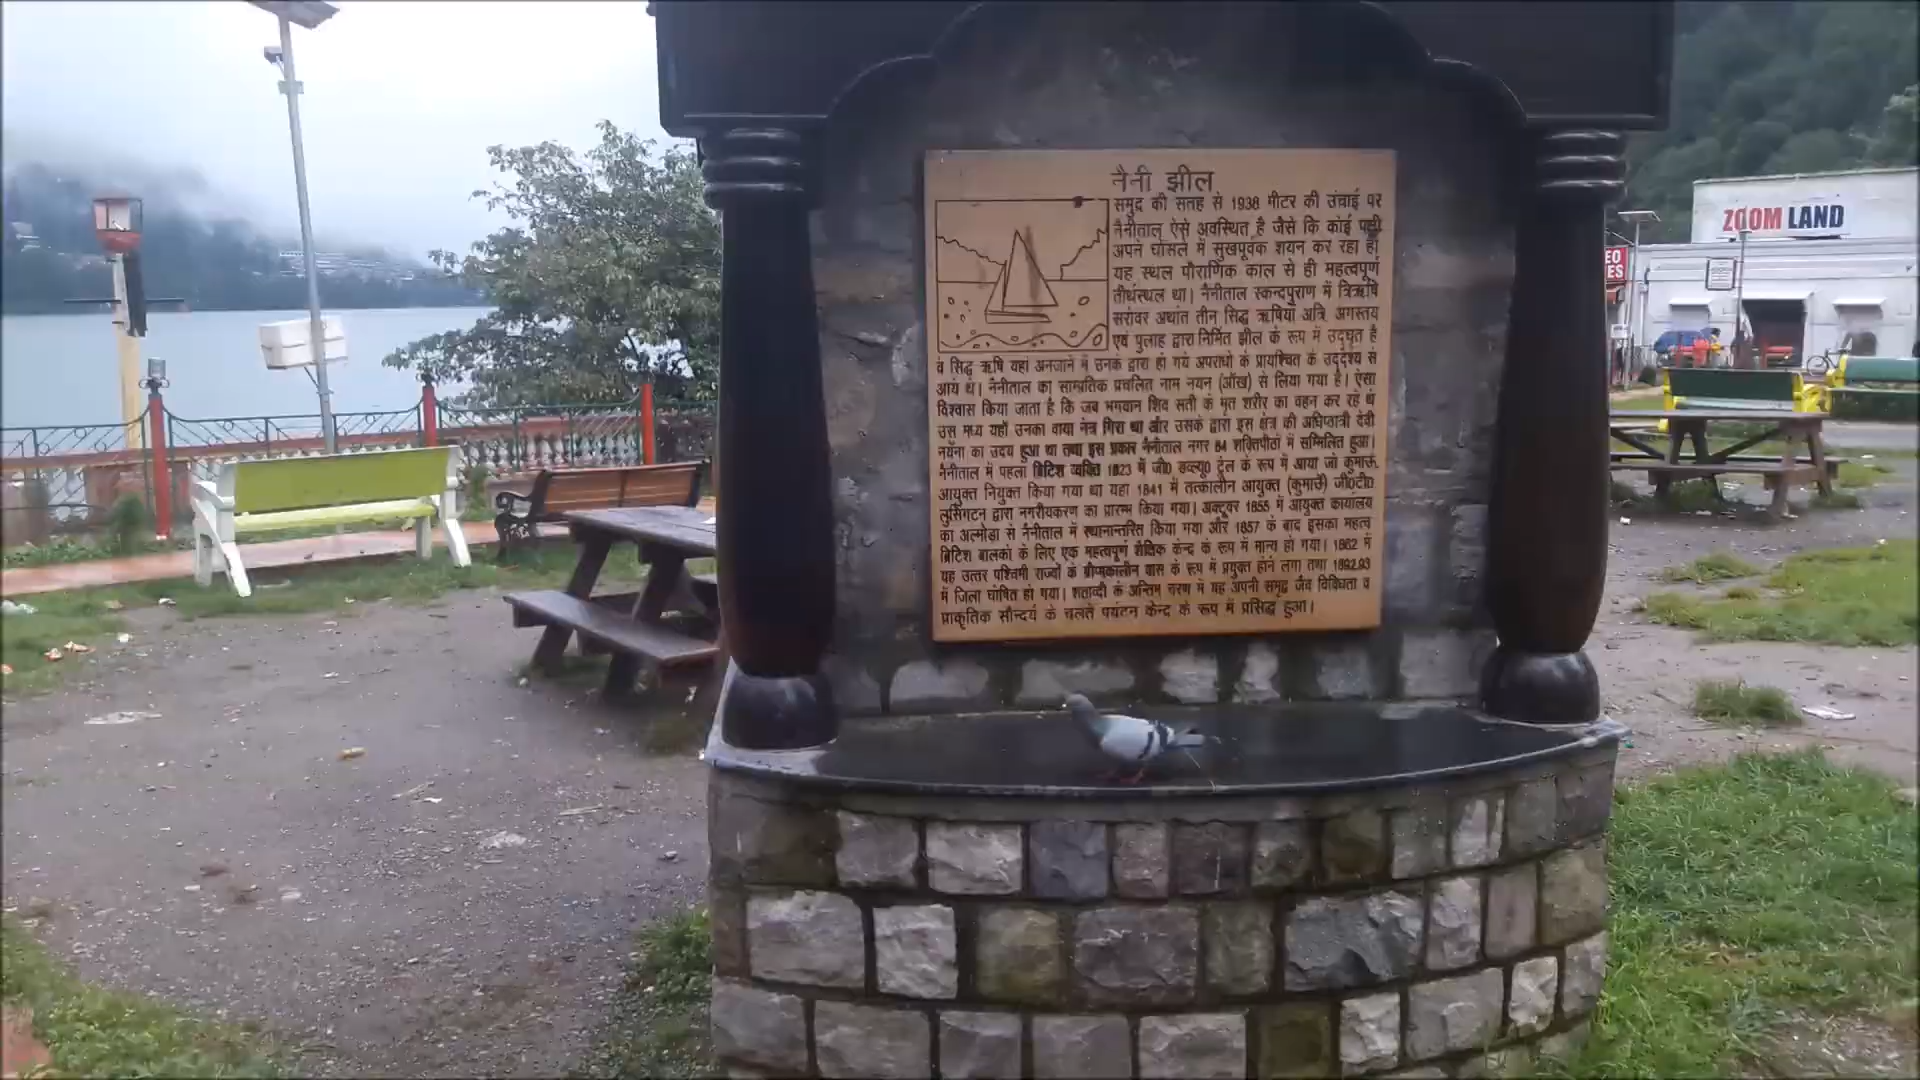 नैनी झील
समुद्र की सतह से 1938 मीटर की उंचाई पर
नैनीताल ऐसे अवस्थित है जैसे कि कोई पक्षी
अपने घोंसले में सुखपूर्वक शयन कर रहा हो
यह स्थल पौराणिक काल से ही महत्वपूर्ण
तीर्थस्थल था। नैनीताल स्कन्दपुराण में त्रिऋषि
सरोवर अर्थात तीन सिद्ध ऋषियों अत्रि अगस्तय
एवं पुलाह द्वारा निर्मित झील के रूप में उद्घृत है
वे सिद्ध ऋषि यहां अनजाने में उनके द्वारा हो गये अपराधों के प्रायश्चित के उद्देश्य से
आये थे। नैनीताल का साम्प्रतिक प्रचलित नाम नयन (आँख) से लिया गया है। ऐसा
विश्वास किया जाता है कि जब भगवान शिव सती के मृत शरीर का वहन कर रहे थे
उस मध्य यहाँ उनका बाया नेत्र गिरा था और उसके द्वारा इस क्षेत्र की अधिष्ठात्री देवी
नयना का उदय हुआ था तथा इस प्रकार नैनीताल नगर 64 शक्तिपीठों में सम्मिलित हुआ।
नैनीताल में पहला ब्रिटिश व्यक्ति 1823 में जी0 डब्ल्यू0 ट्रेल के रूप में आया जो कुमाऊं
आयुक्त नियुक्त किया गया था यहा 1841 में तत्कालीन आयुक्त (कुमाऊं) जी0टी0
लुसिंगटन द्वारा नगरीयकरण का प्रारम्भ किया गया। अक्टूबर 1855 में आयुक्त कार्यालय
का अल्मोड़ा से नैनीताल में स्थानान्तरित किया गया और 1857 के बाद इसका महत्व
ब्रिटिश बालकों के लिए एक महत्वपूर्ण शैक्षिक केन्द्र के रूप में मान्य हो गया। 1862 में
यह उत्तर पश्चिमी राज्यों के ग्रीष्मकालीन वास के रूप में प्रयुक्त होने लगा तथा 1892.93
में जिला घोषित हो गया। शताब्दी के अन्तिम चरण में यह अपनी समृद्ध जैव विविधता व
प्राकृतिक सौन्दर्य के चलते पर्यटन केन्द्र के रूप में प्रसिद्ध हुआ।
ZOOM LAND